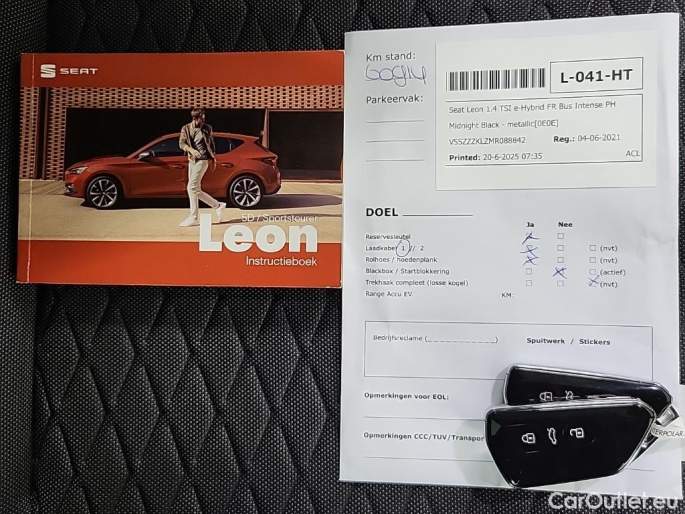 SEAT
5D / Sportstourer
Leon
Instructieboek
Km stand:
Parkeervak:
L-041-HT
Seat Leon 1.4 TSI e-Hybrid FR Bus Intense PH
Midnight Black - metallic[0E0E]
VSSZZZKLZMR088842 Reg.: 04-06-2021
Printed: 20-6-2025 07:35 ACL
DOEL
Ja Nee
Reservesleutel
Laadkabel 1 / 2 (nvt)
Rolhoes / hoedenplank (nvt)
Blackbox / Startblokkering (actief)
Trekhaak compleet (losse kogel) (nvt)
Range Accu EV. KM:
Bedrijfsreclame (_ _ _ _ _ _ _ _ _ _) Spuitwerk / Stickers
Opmerkingen voor EOL:
Opmerkingen CCC/TUV/Transpor
CarOutlet.eu